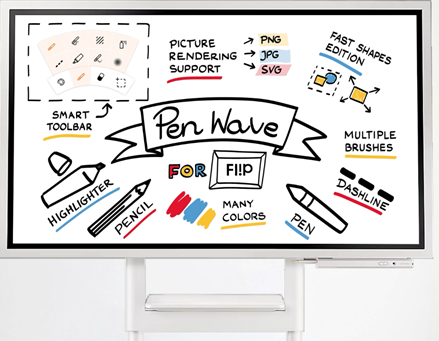 PICTURE
RENDERING
SUPPORT
PNG
JPG
SVG
FAST SHAPES
EDITION
SMART
TOOLBAR
Pen Wave
MULTIPLE
BRUSHES
FOR
FL!P
HIGHLIGHTER
PENCIL
MANY
COLORS
PEN
DASHLINE